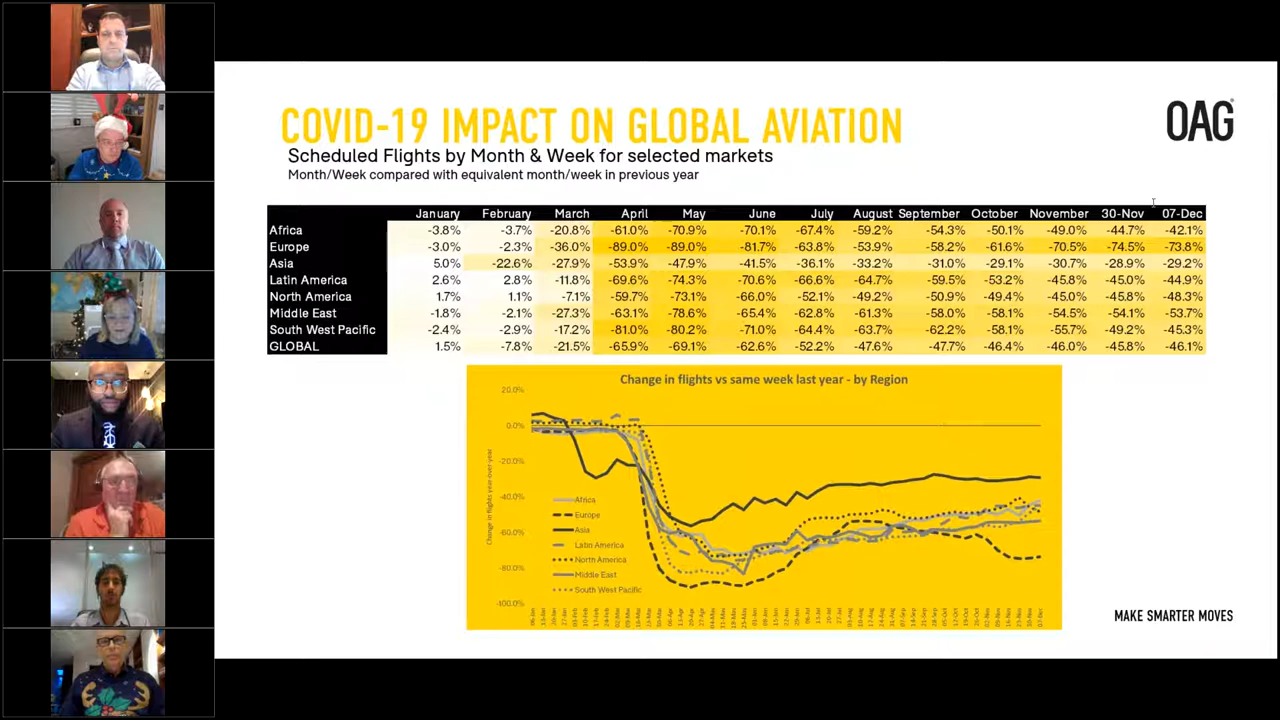 COVID-19 IMPACT ON GLOBAL AVIATION
OAG
Scheduled Flights by Month & Week for selected markets
Month/Week compared with equivalent month/week in previous year
January February March April May June July August September October November 30-Nov 07-Dec
Africa -3.8% -3.7% -20.8% -61.0% -70.9% -70.1% -67.4% -59.2% -54.3% -50.1% -49.0% -44.7% -42.1%
Europe -3.0% -2.3% -36.0% -89.0% -89.0% -81.7% -63.8% -53.9% -58.2% -61.6% -70.5% -74.5% -73.8%
Asia 5.0% -22.6% -27.9% -53.9% -47.9% -41.5% -36.1% -33.2% -31.0% -29.1% -30.7% -28.9% -29.2%
Latin America 2.6% 2.8% -11.8% -69.6% -74.3% -70.6% -66.6% -64.7% -59.5% -53.2% -45.8% -45.0% -44.9%
North America 1.7% 1.1% -7.1% -59.7% -73.1% -66.0% -52.1% -49.2% -50.9% -49.4% -45.0% -45.8% -48.3%
Middle East -1.8% -2.1% -27.3% -63.1% -78.6% -65.4% -62.8% -61.3% -58.0% -58.1% -54.5% -54.1% -53.7%
South West Pacific -2.4% -2.9% -17.2% -81.0% -80.2% -71.0% -64.4% -63.7% -62.2% -58.1% -55.7% -49.2% -45.3%
GLOBAL 1.5% -7.8% -21.5% -65.9% -69.1% -62.6% -52.2% -47.6% -47.7% -46.4% -46.0% -45.8% -46.1%
Change in flights vs same week last year - by Region
20.0%
0.0%
-20.0%
-40.0%
-60.0%
-80.0%
-100.0%
Change in flights year over year
Africa
Europe
Asia
Latin America
North America
Middle East
South West Pacific
MAKE SMARTER MOVES